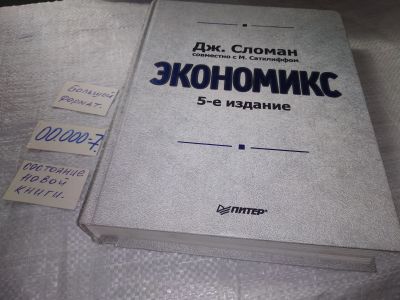 Дж. Сломан
совместно с М. Сатклиффом
ЭКОНОМИКС
5-е издание
ПИТЕР®
БОЛЬШОЙ
ФОРМАТ.
00.000-7.
СОСТОЯНИЕ
НОВОЙ
КНИГИ.